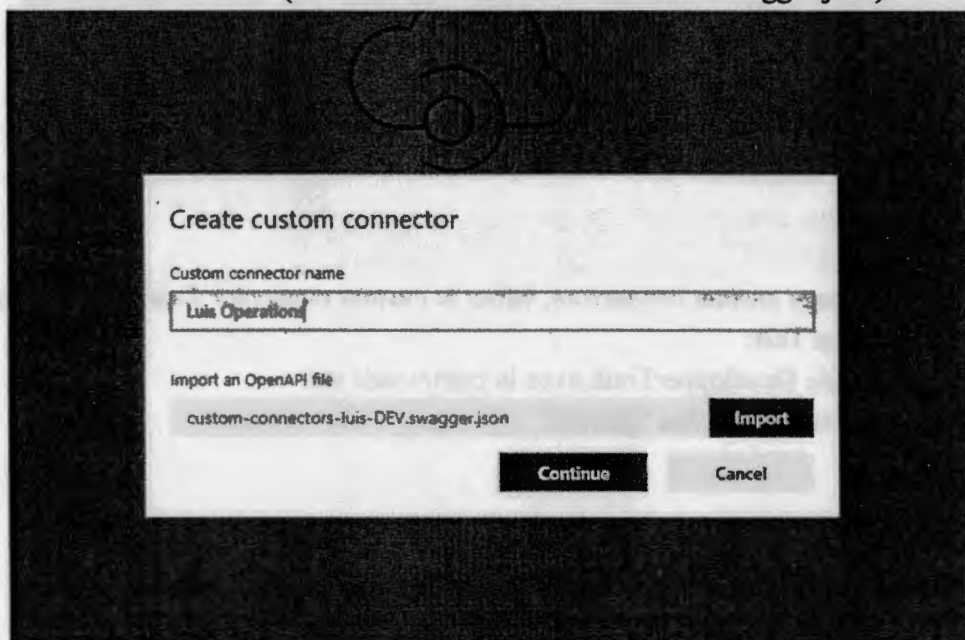 Create custom connector
Custom connector name
Luis Operations
Import an OpenAPI file
custom-connectors-luis-DEV.swagger.json
Import
Continue
Cancel